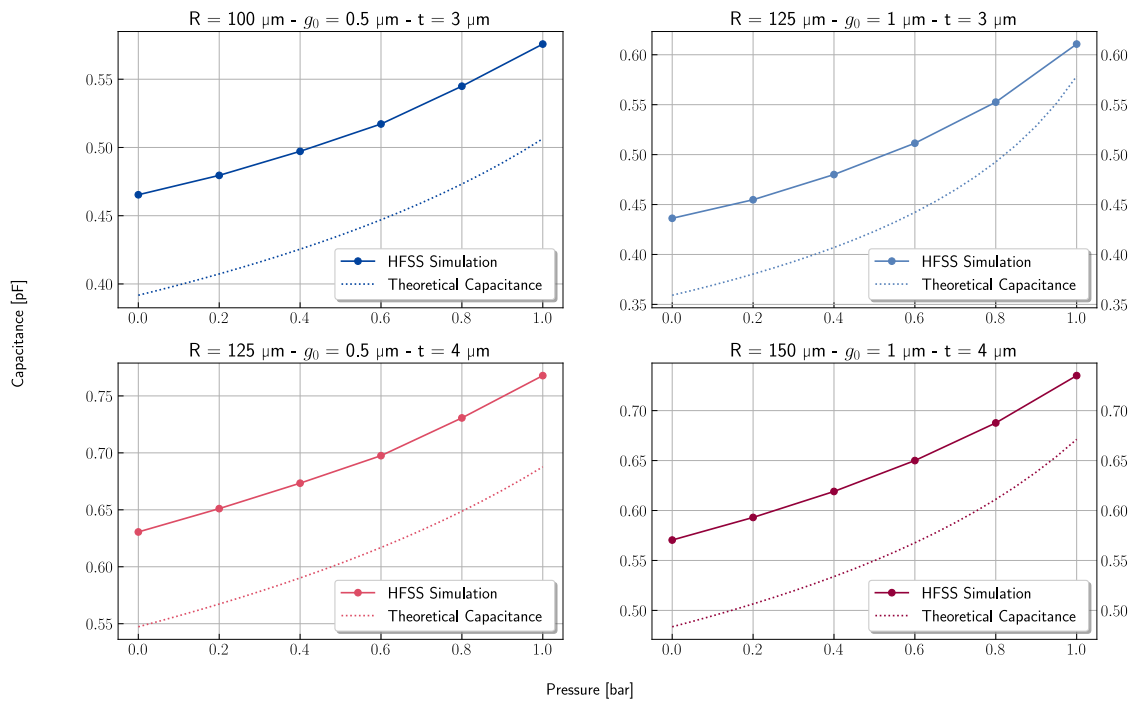 R = 100 µm - g₀ = 0.5 µm - t = 3 µm
0.55
0.50
0.45
0.40
HFSS Simulation
Theoretical Capacitance
0.0 0.2 0.4 0.6 0.8 1.0
R = 125 µm - g₀ = 1 µm - t = 3 µm
0.60 0.60
0.55 0.55
0.50 0.50
0.45 0.45
0.40 0.40
0.35 0.35
HFSS Simulation
Theoretical Capacitance
0.0 0.2 0.4 0.6 0.8 1.0
Capacitance [pF]
R = 125 µm - g₀ = 0.5 µm - t = 4 µm
0.75
0.70
0.65
0.60
0.55
HFSS Simulation
Theoretical Capacitance
0.0 0.2 0.4 0.6 0.8 1.0
R = 150 µm - g₀ = 1 µm - t = 4 µm
0.70 0.70
0.65 0.65
0.60 0.60
0.55 0.55
0.50 0.50
HFSS Simulation
Theoretical Capacitance
0.0 0.2 0.4 0.6 0.8 1.0
Pressure [bar]